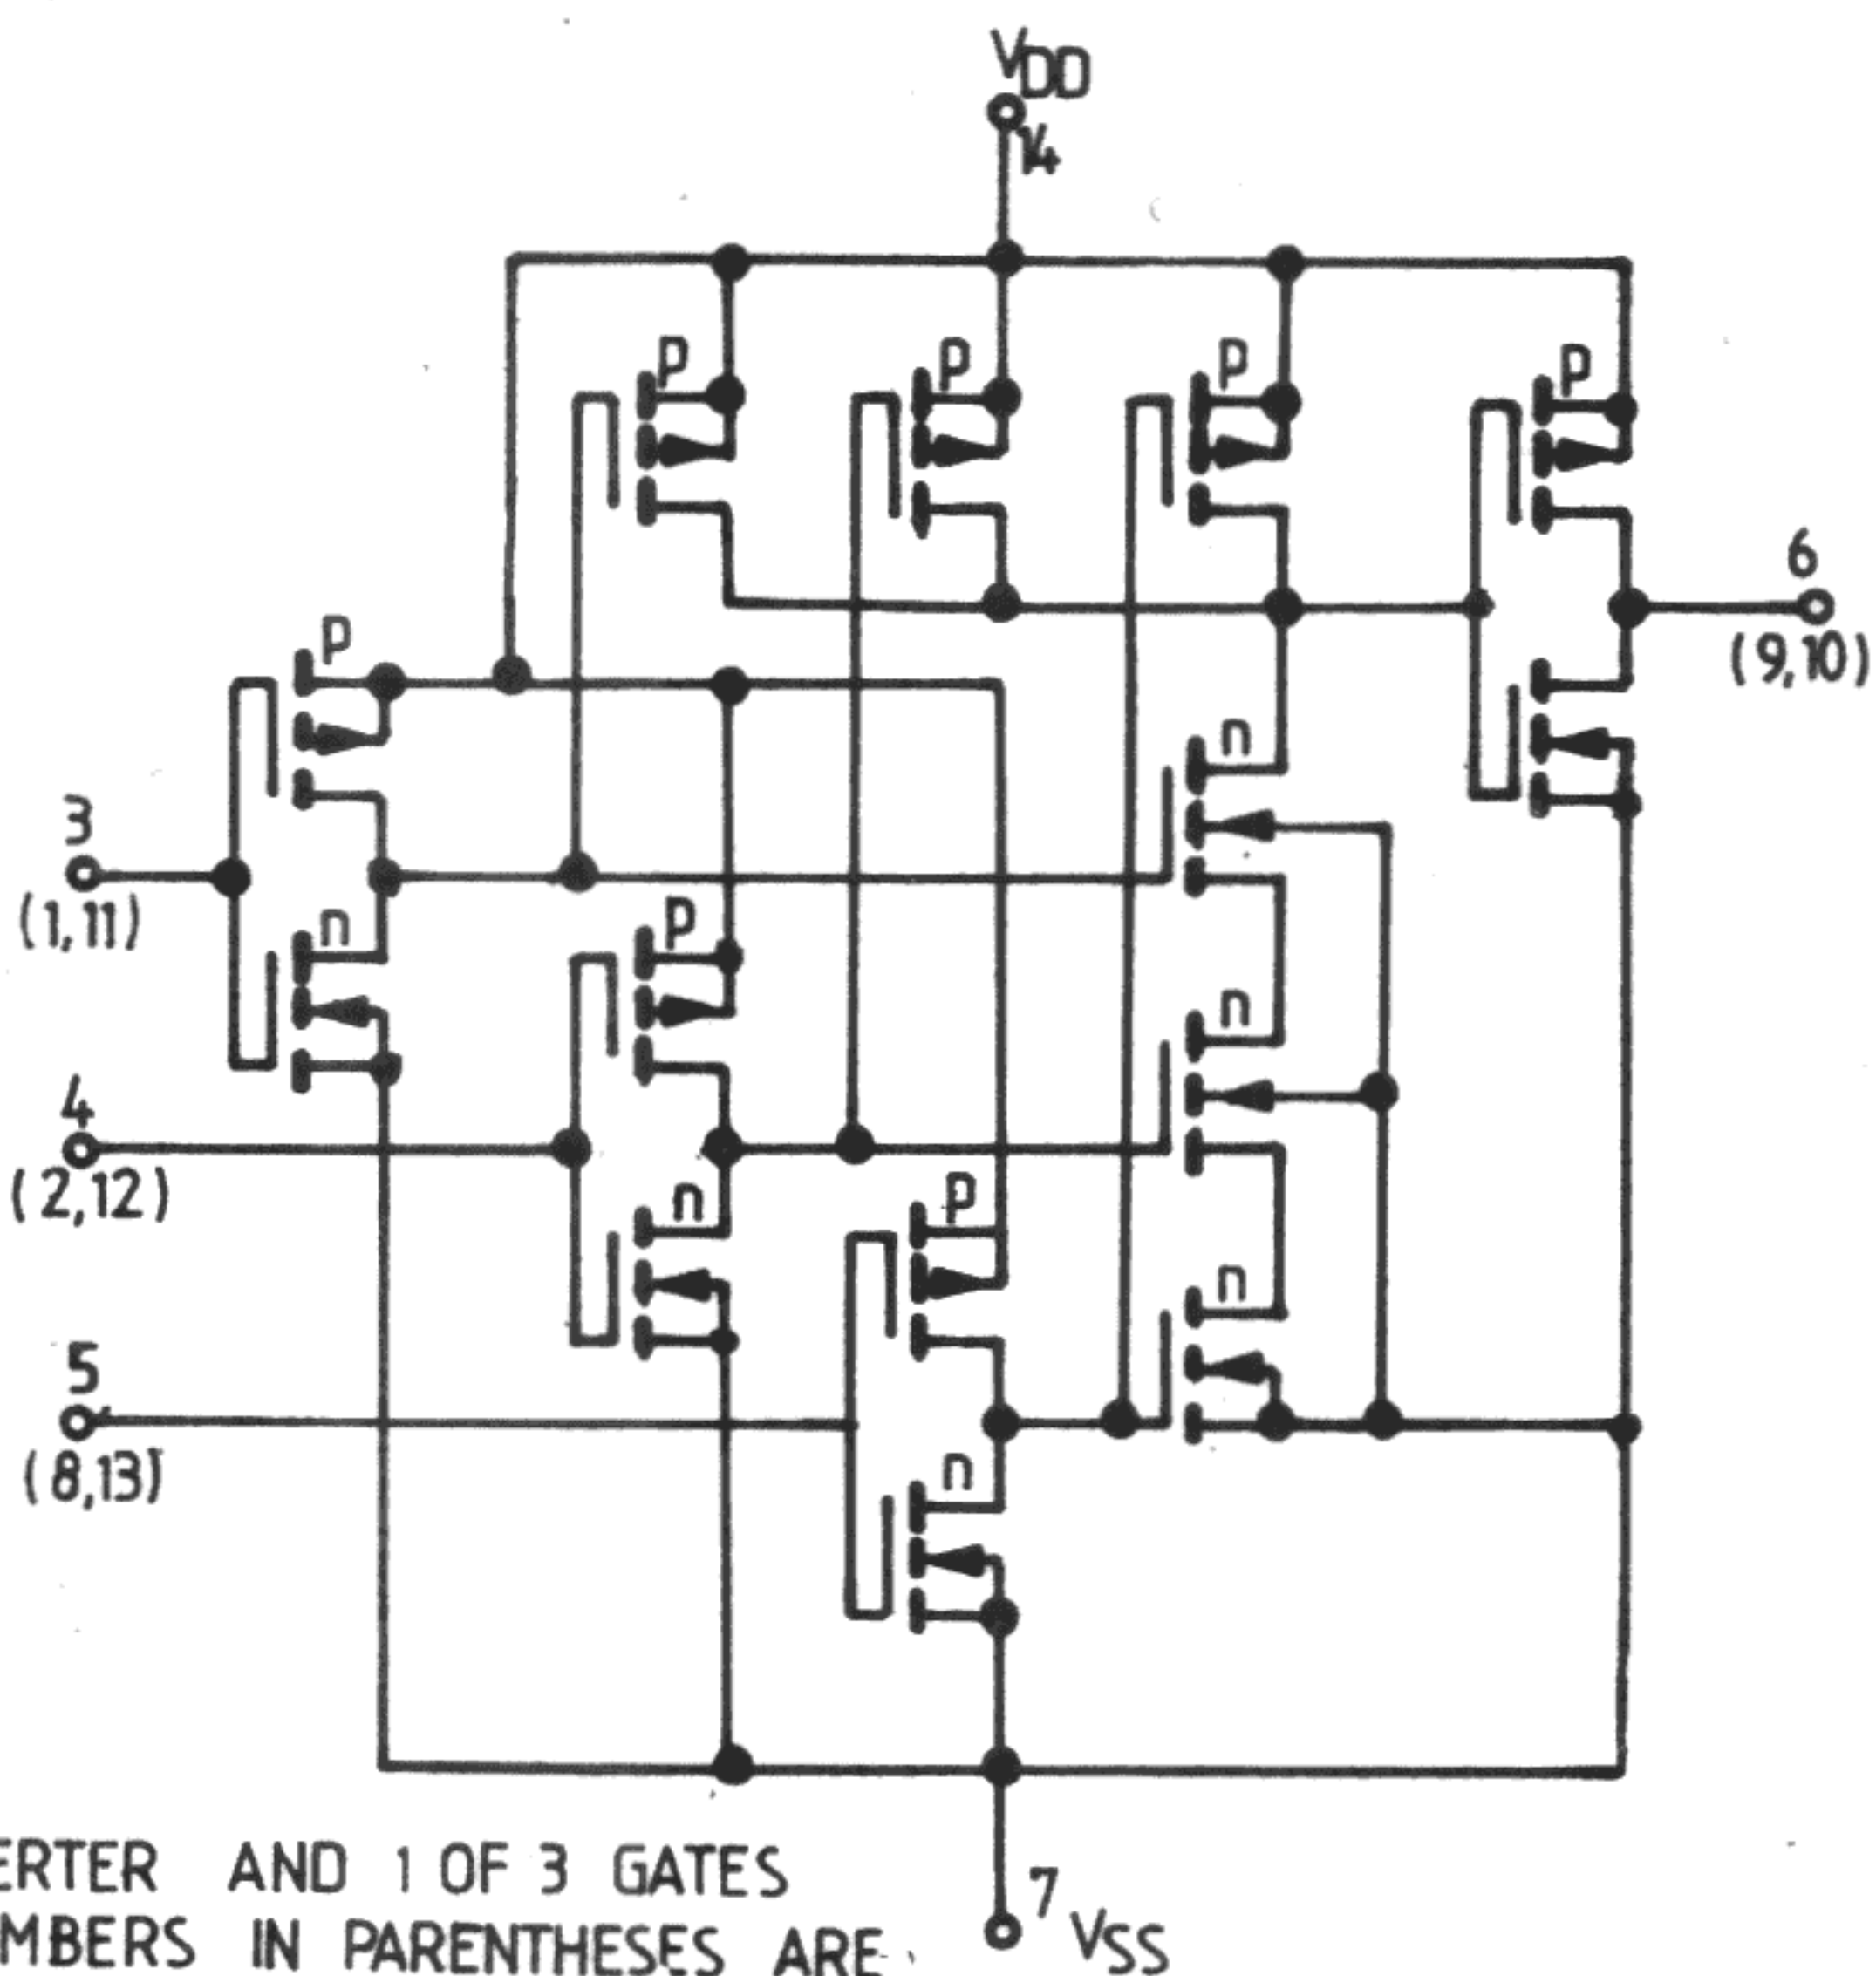 VDD
14
p
p
p
p
6
(9,10)
p
n
3
(1,11)
n
p
n
4
(2,12)
n
p
n
5
(8,13)
n
ERTER AND 1 OF 3 GATES
MBERS IN PARENTHESES ARE
7 VSS